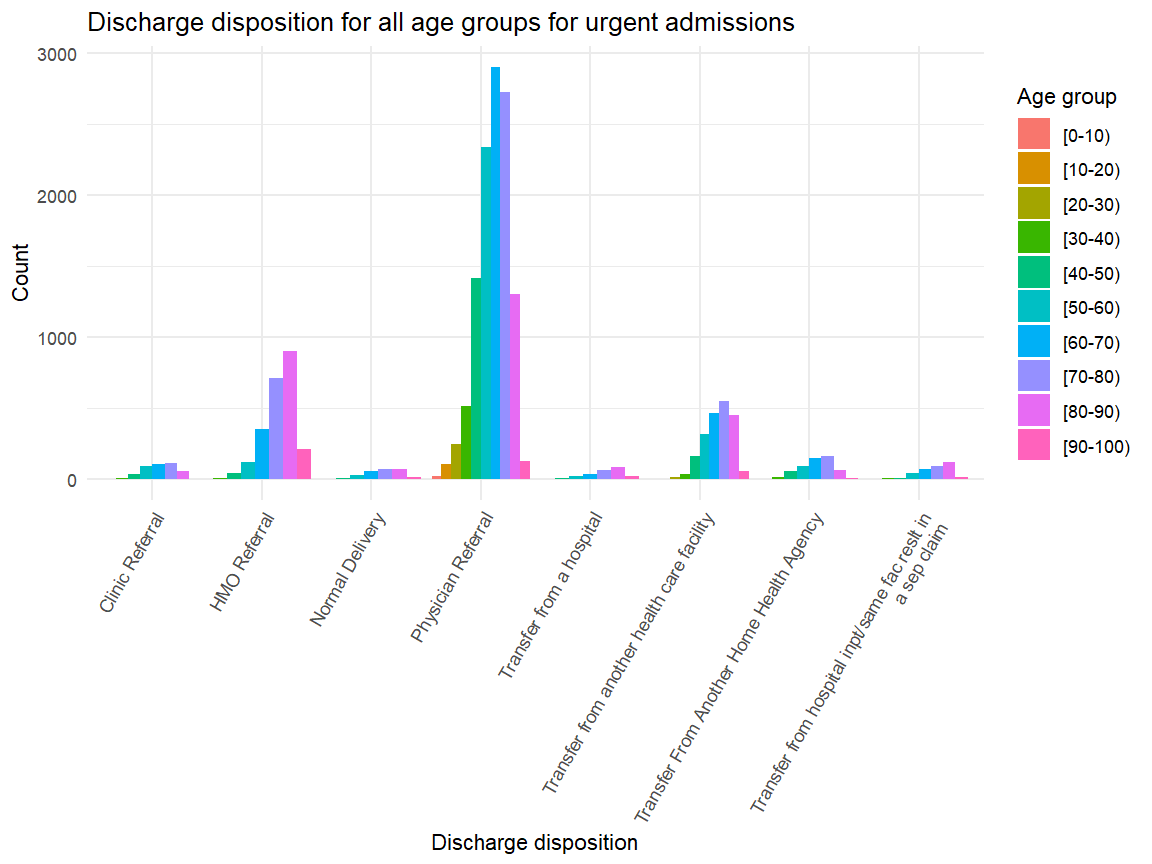 Discharge disposition for all age groups for urgent admissions
Count
3000
2000
1000
0
Clinic Referral
HMO Referral
Normal Delivery
Physician Referral
Transfer from a hospital
Transfer from another health care facility
Transfer From Another Home Health Agency
Transfer from hospital inpt/same fac reslt in
a sep claim
Discharge disposition
Age group
[0-10)
[10-20)
[20-30)
[30-40)
[40-50)
[50-60)
[60-70)
[70-80)
[80-90)
[90-100)